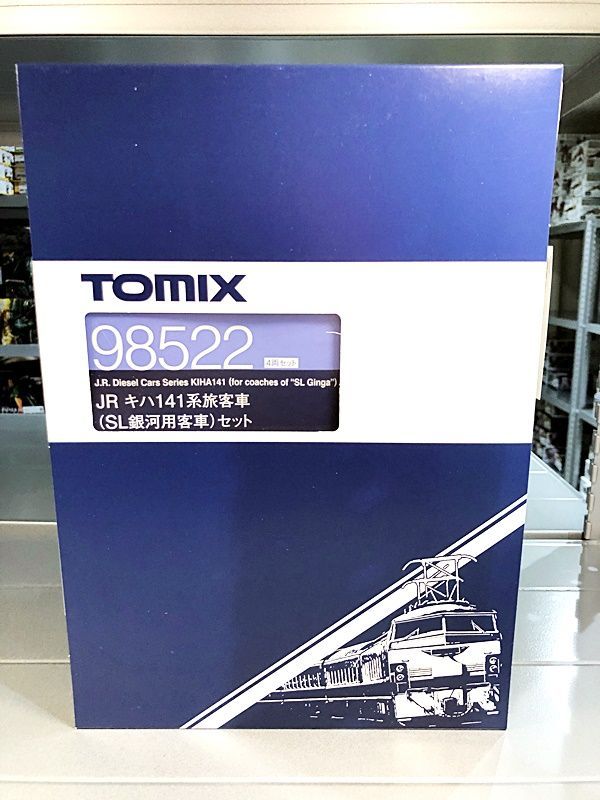 TOMIX
98522 4両セット
J.R. Diesel Cars Series KIHA141 (for coaches of "SL Ginga")
JR キハ141系旅客車
(SL銀河用客車)セット